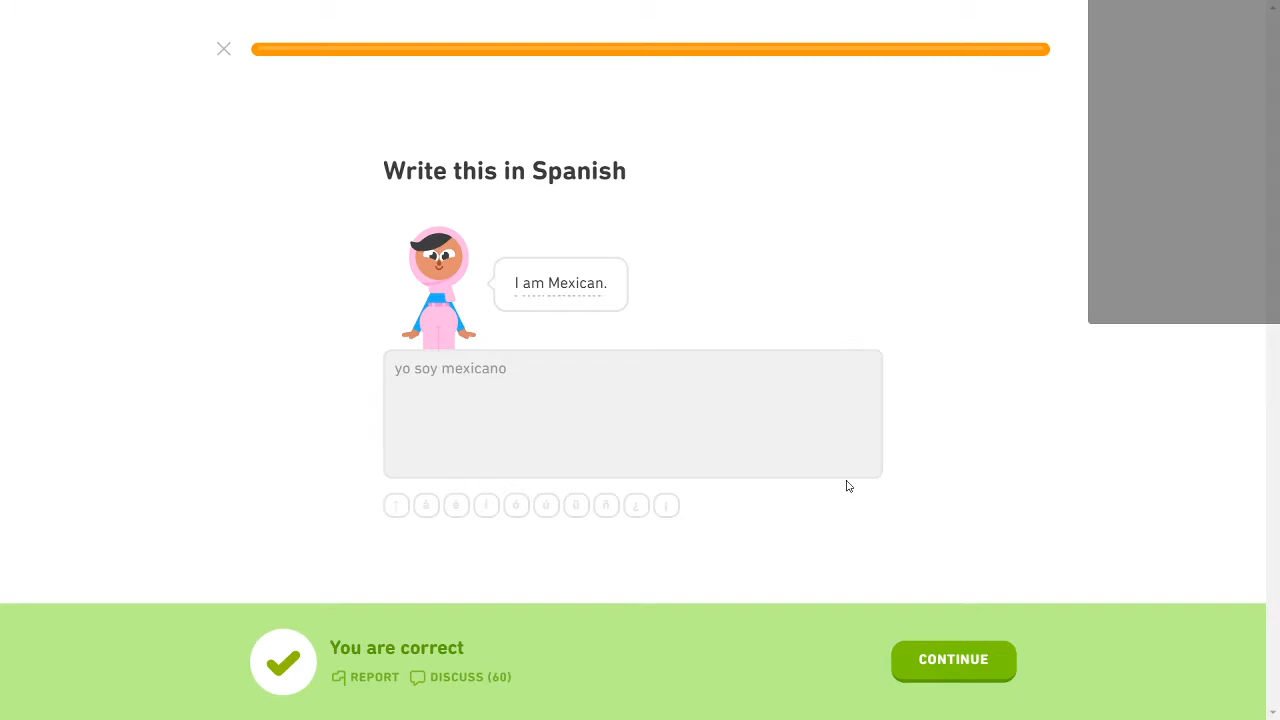 Write this in Spanish
I am Mexican.
yo soy mexicano
↑ á é í ó ú ü ñ ¿ ¡
You are correct
REPORT DISCUSS (60)
CONTINUE